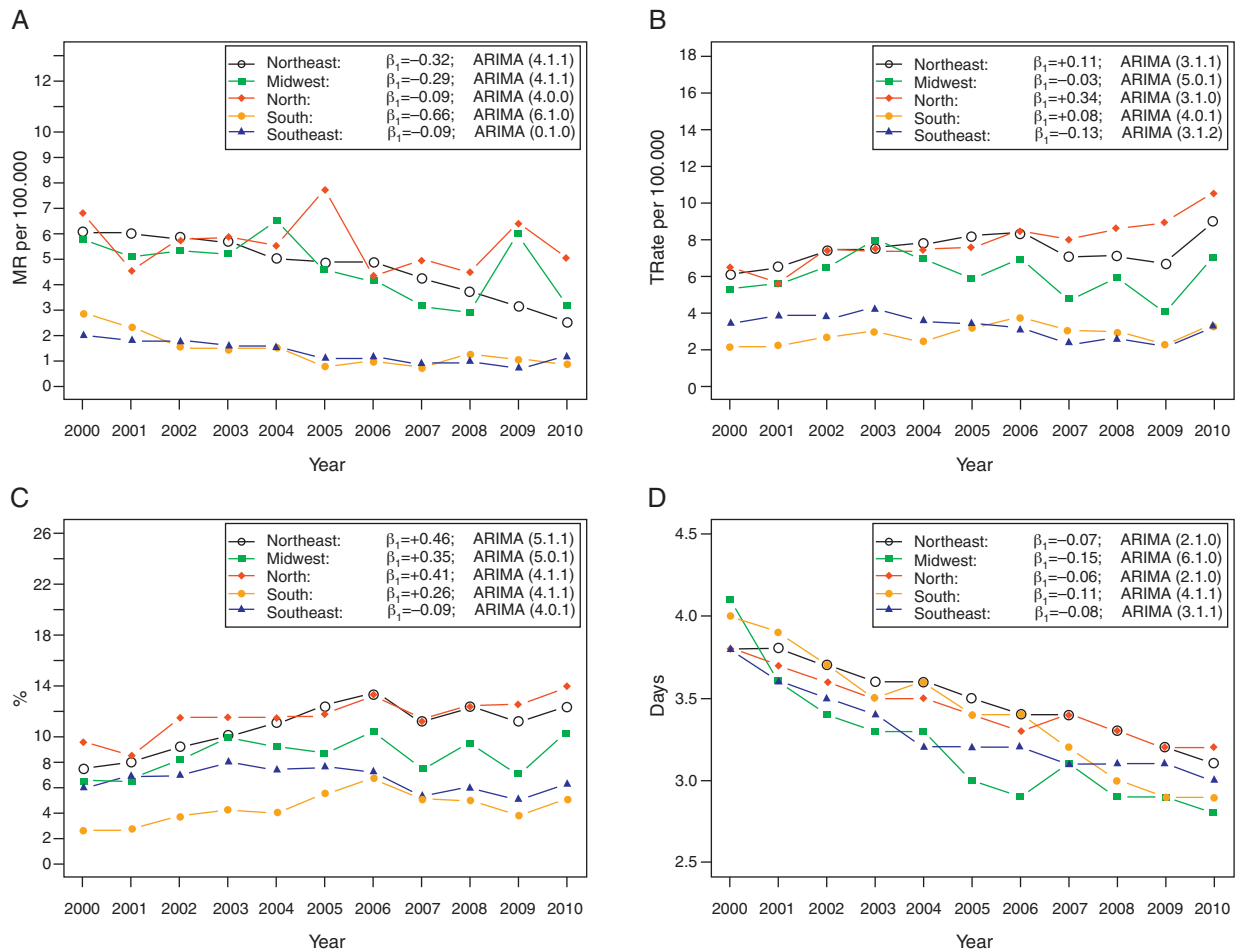 A
Northeast: β1=–0.32; ARIMA (4.1.1)
Midwest: β1=–0.29; ARIMA (4.1.1)
North: β1=–0.09; ARIMA (4.0.0)
South: β1=–0.66; ARIMA (6.1.0)
Southeast: β1=–0.09; ARIMA (0.1.0)
MR per 100.000
12
10
9
8
7
6
5
4
3
2
1
0
2000 2001 2002 2003 2004 2005 2006 2007 2008 2009 2010
Year
B
Northeast: β1=+0.11; ARIMA (3.1.1)
Midwest: β1=–0.03; ARIMA (5.0.1)
North: β1=+0.34; ARIMA (3.1.0)
South: β1=+0.08; ARIMA (4.0.1)
Southeast: β1=–0.13; ARIMA (3.1.2)
TRate per 100.000
18
16
14
12
10
8
6
4
2
0
2000 2001 2002 2003 2004 2005 2006 2007 2008 2009 2010
Year
C
Northeast: β1=+0.46; ARIMA (5.1.1)
Midwest: β1=+0.35; ARIMA (5.0.1)
North: β1=+0.41; ARIMA (4.1.1)
South: β1=+0.26; ARIMA (4.1.1)
Southeast: β1=–0.09; ARIMA (4.0.1)
%
26
22
18
14
10
8
6
4
2
0
2000 2001 2002 2003 2004 2005 2006 2007 2008 2009 2010
Year
D
Northeast: β1=–0.07; ARIMA (2.1.0)
Midwest: β1=–0.15; ARIMA (6.1.0)
North: β1=–0.06; ARIMA (2.1.0)
South: β1=–0.11; ARIMA (4.1.1)
Southeast: β1=–0.08; ARIMA (3.1.1)
Days
4.5
4.0
3.5
3.0
2.5
2000 2001 2002 2003 2004 2005 2006 2007 2008 2009 2010
Year